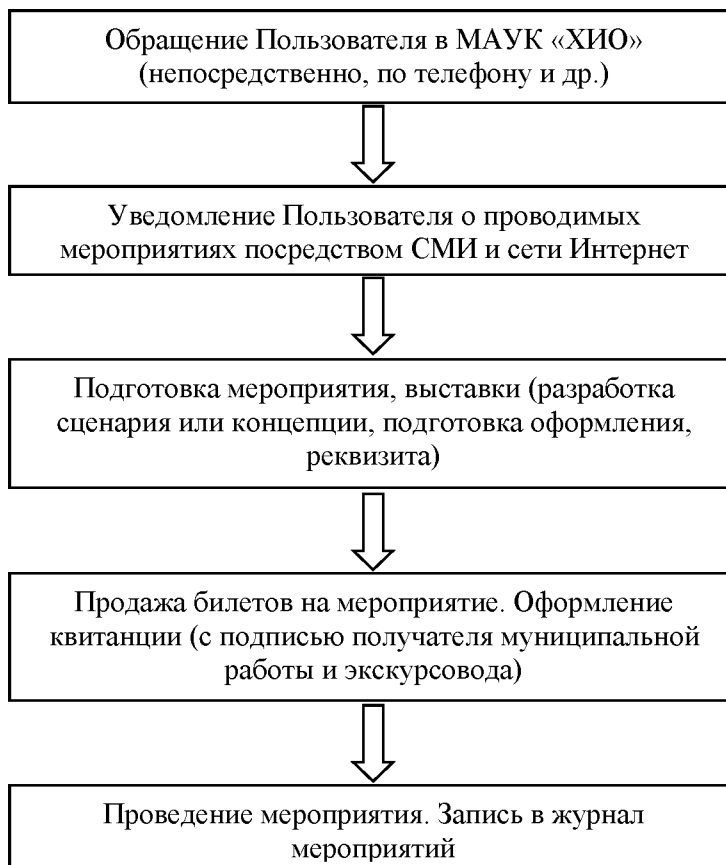 Обращение Пользователя в МАУК «ХИО»
(непосредственно, по телефону и др.)
Уведомление Пользователя о проводимых
мероприятиях посредством СМИ и сети Интернет
Подготовка мероприятия, выставки (разработка
сценария или концепции, подготовка оформления,
реквизита)
Продажа билетов на мероприятие. Оформление
квитанции (с подписью получателя муниципальной
работы и экскурсовода)
Проведение мероприятия. Запись в журнал
мероприятий